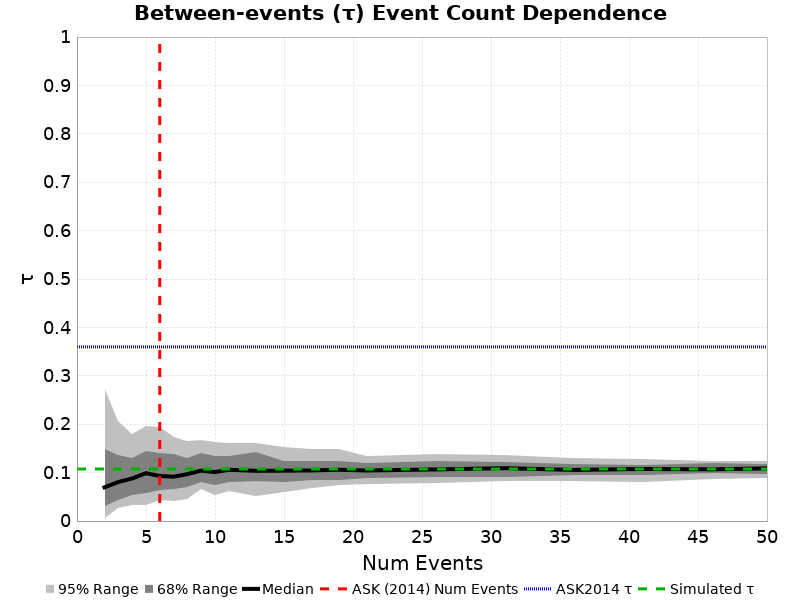 Between-events (τ) Event Count Dependence
1
0.9
0.8
0.7
0.6
0.5
0.4
0.3
0.2
0.1
0
τ
0 5 10 15 20 25 30 35 40 45 50
Num Events
95% Range 68% Range Median ASK (2014) Num Events ASK2014 τ Simulated τ